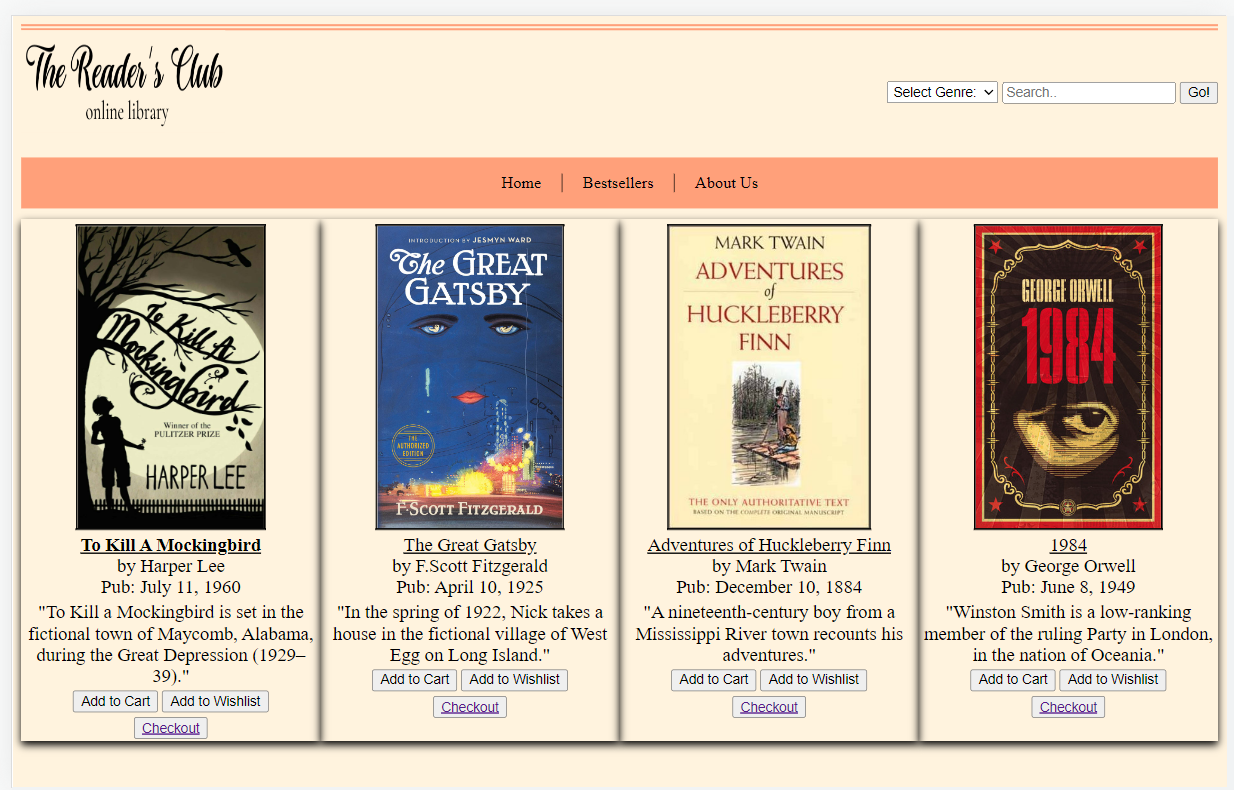 The Reader's Club
online library
Select Genre:
Search..
Go!
Home
Bestsellers
About Us
To Kill A
Mockingbird
Winner of the
PULITZER PRIZE
HARPER LEE
To Kill A Mockingbird
by Harper Lee
Pub: July 11, 1960
"To Kill a Mockingbird is set in the
fictional town of Maycomb, Alabama,
during the Great Depression (1929–
39)."
Add to Cart
Add to Wishlist
Checkout
INTRODUCTION BY JESMYN WARD
The GREAT
GATSBY
THE
AUTHORIZED
EDITION
F. SCOTT FITZGERALD
The Great Gatsby
by F.Scott Fitzgerald
Pub: April 10, 1925
"In the spring of 1922, Nick takes a
house in the fictional village of West
Egg on Long Island."
Add to Cart
Add to Wishlist
Checkout
MARK TWAIN
ADVENTURES
of
HUCKLEBERRY
FINN
THE ONLY AUTHORITATIVE TEXT
BASED ON THE COMPLETE ORIGINAL MANUSCRIPT
Adventures of Huckleberry Finn
by Mark Twain
Pub: December 10, 1884
"A nineteenth-century boy from a
Mississippi River town recounts his
adventures."
Add to Cart
Add to Wishlist
Checkout
GEORGE ORWELL
1984
1984
by George Orwell
Pub: June 8, 1949
"Winston Smith is a low-ranking
member of the ruling Party in London,
in the nation of Oceania."
Add to Cart
Add to Wishlist
Checkout